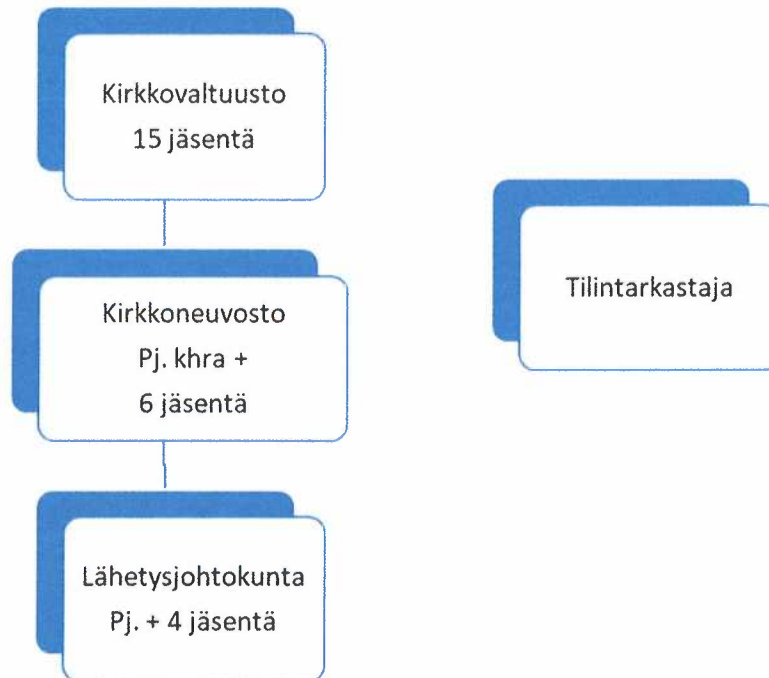 Kirkkovaltuusto
15 jäsentä
Kirkkoneuvosto
Pj. khra +
6 jäsentä
Lähetysjohtokunta
Pj. + 4 jäsentä
Tilintarkastaja